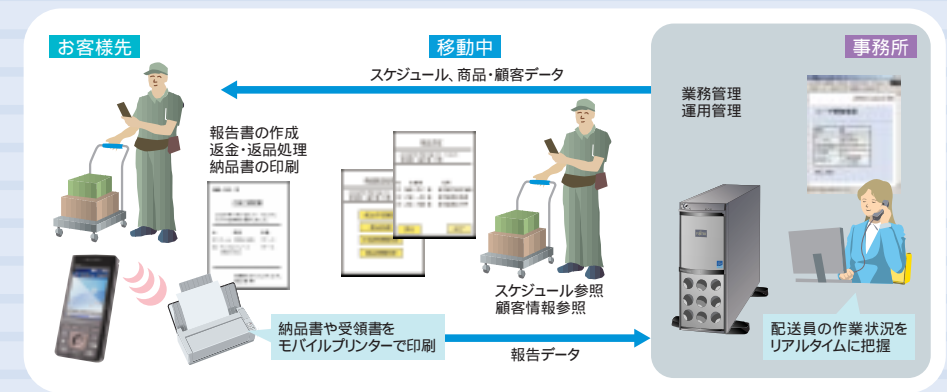 お客様先
移動中
事務所
スケジュール、商品・顧客データ
業務管理
運用管理
報告書の作成
返金・返品処理
納品書の印刷
スケジュール参照
顧客情報参照
納品書や受領書を
モバイルプリンターで印刷
報告データ
配送員の作業状況を
リアルタイムに把握